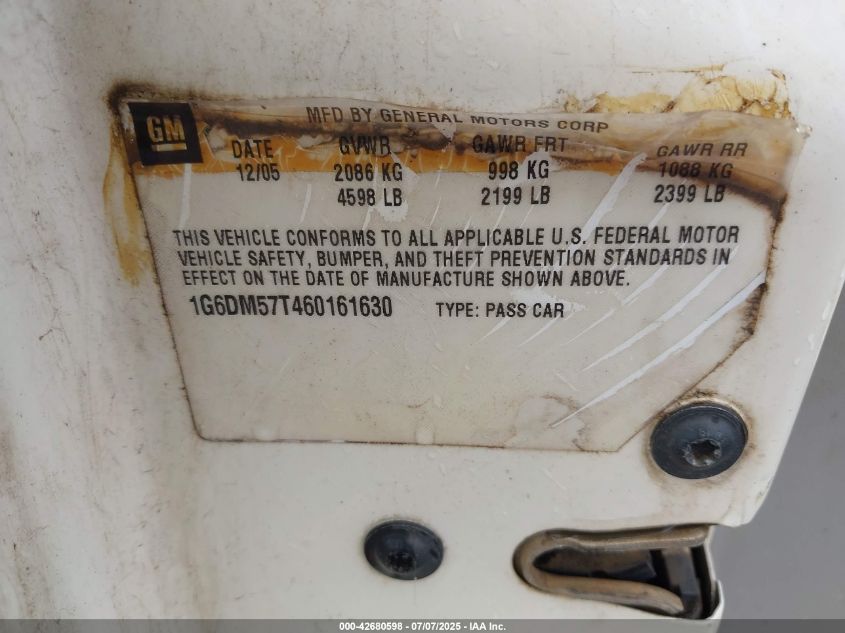 MFD BY GENERAL MOTORS CORP
GM
DATE GVWR GAWR FRT GAWR RR
12/05 2086 KG 998 KG 1088 KG
4598 LB 2199 LB 2399 LB
THIS VEHICLE CONFORMS TO ALL APPLICABLE U.S. FEDERAL MOTOR
VEHICLE SAFETY, BUMPER, AND THEFT PREVENTION STANDARDS IN
EFFECT ON THE DATE OF MANUFACTURE SHOWN ABOVE.
1G6DM57T460161630 TYPE: PASS CAR
000-42680598 - 07/07/2025 - IAA Inc.